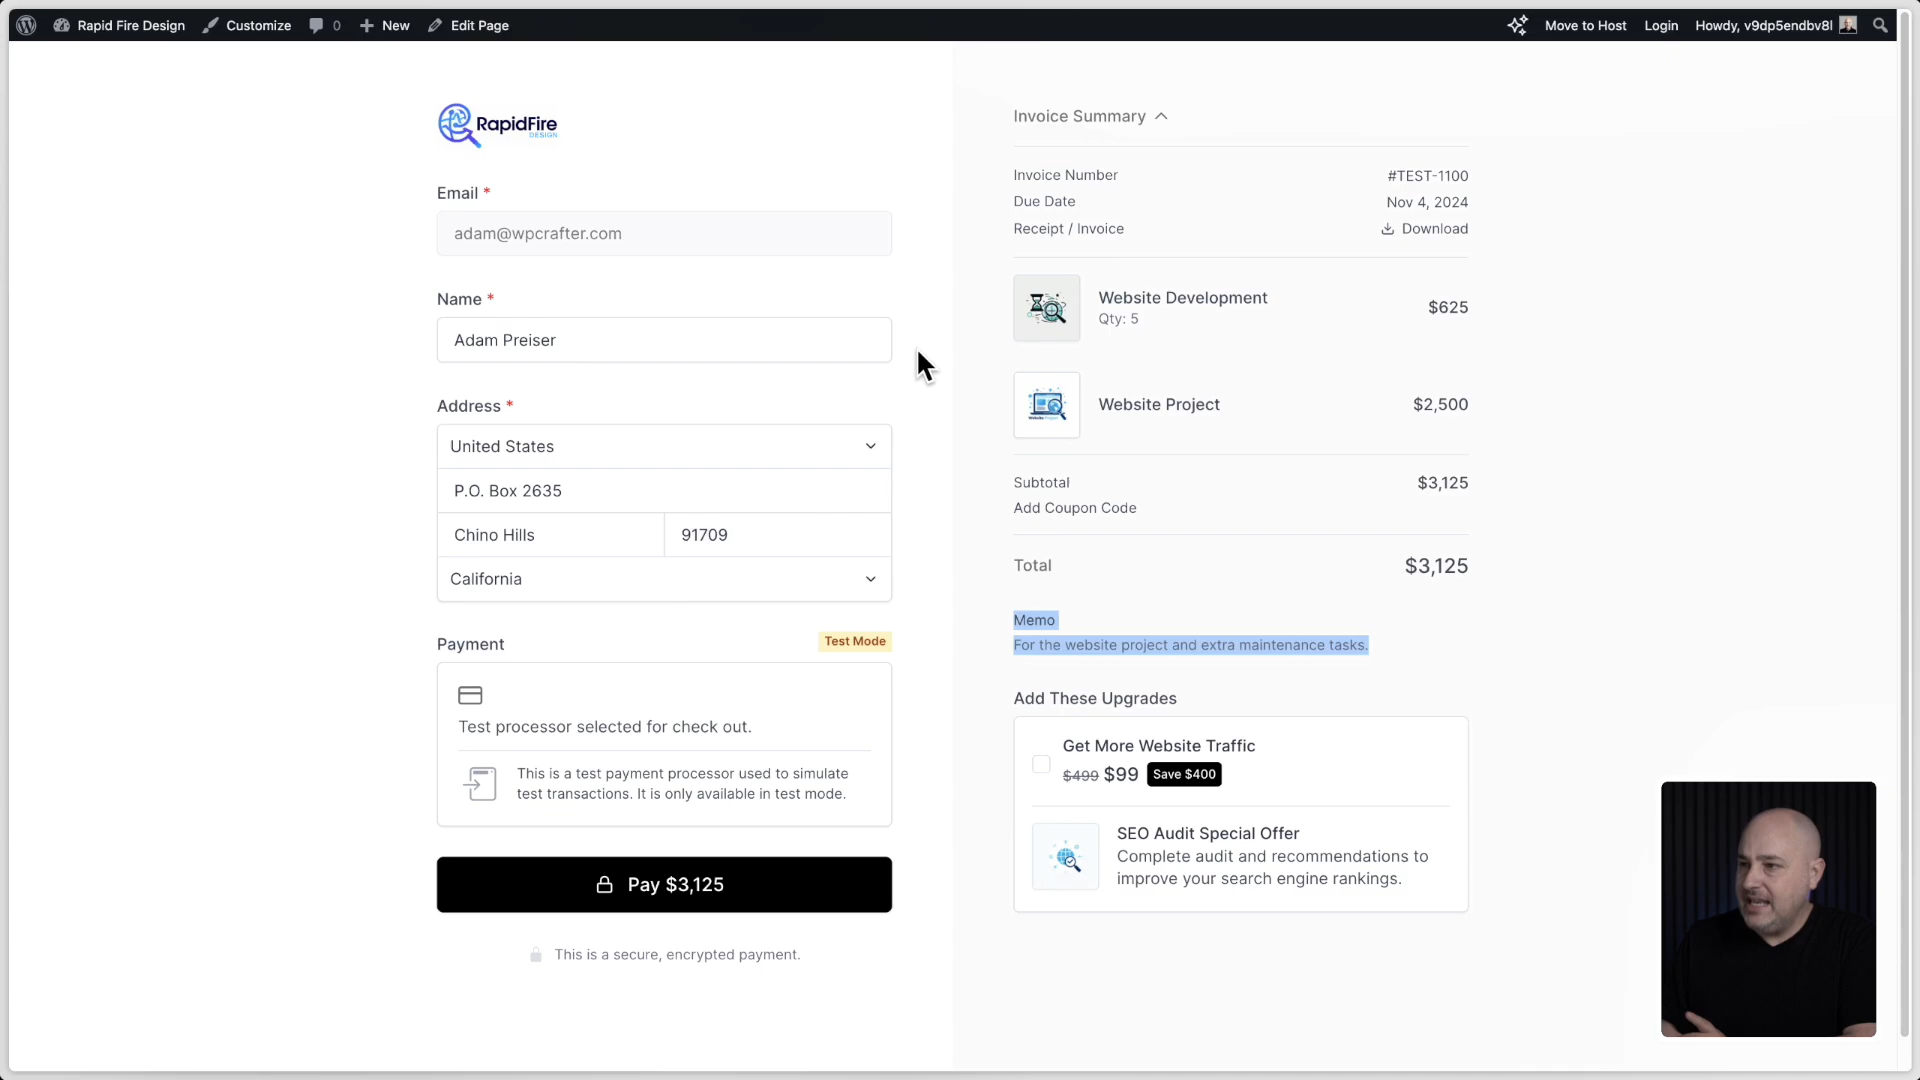 Rapid Fire Design
Customize
0
New
Edit Page
Move to Host
Login
Howdy, v9dp5endbv8l
RapidFire
DESIGN
Email *
adam@wpcrafter.com
Name *
Adam Preiser
Address *
United States
P.O. Box 2635
Chino Hills
91709
California
Payment
Test Mode
Test processor selected for check out.
This is a test payment processor used to simulate
test transactions. It is only available in test mode.
Pay $3,125
This is a secure, encrypted payment.
Invoice Summary
Invoice Number
#TEST-1100
Due Date
Nov 4, 2024
Receipt / Invoice
Download
Website Development
Qty: 5
$625
Website Project
$2,500
Subtotal
$3,125
Add Coupon Code
Total
$3,125
Memo
For the website project and extra maintenance tasks.
Add These Upgrades
Get More Website Traffic
$499 $99 Save $400
SEO Audit Special Offer
Complete audit and recommendations to
improve your search engine rankings.